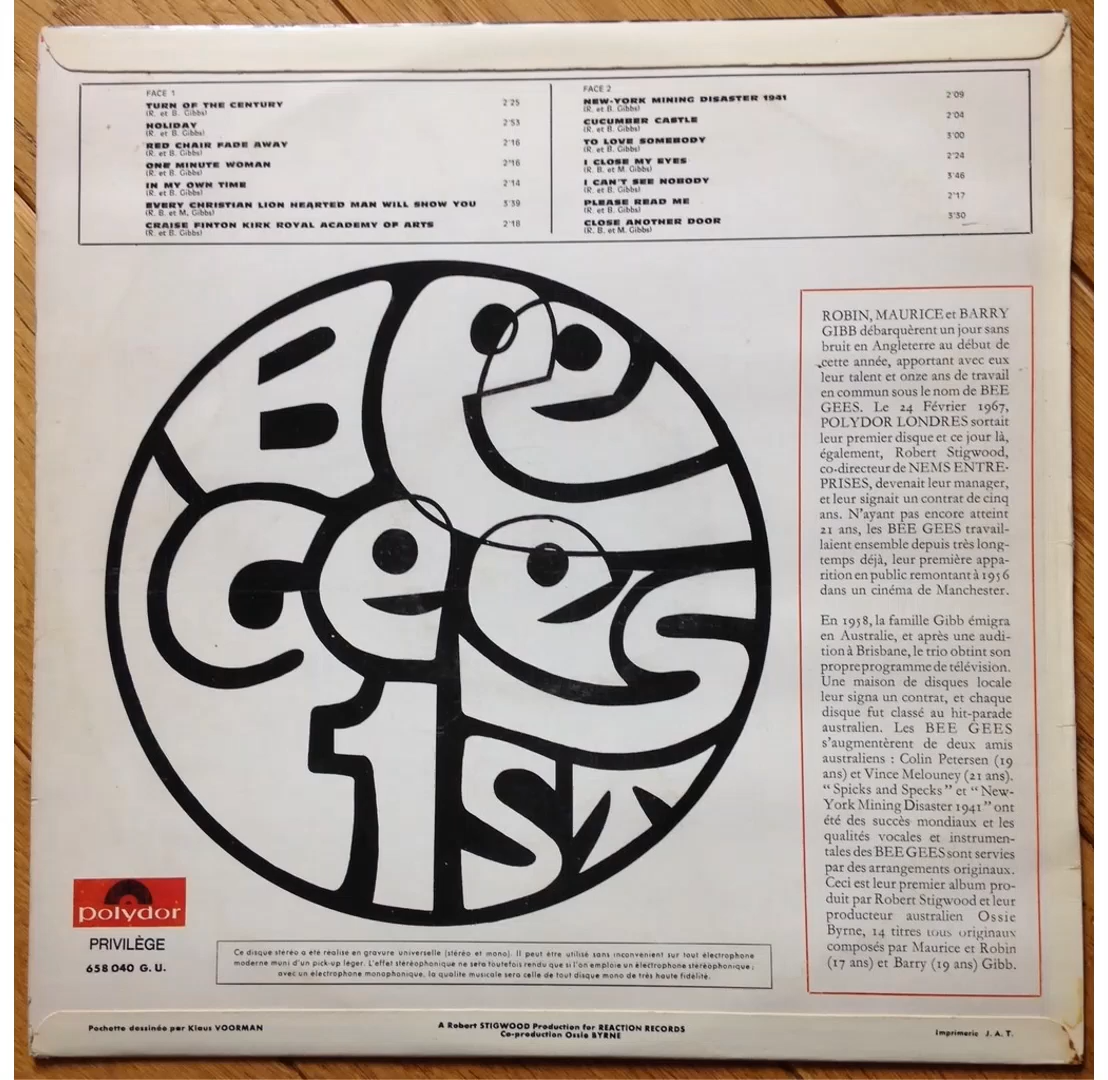 FACE 1
TURN OF THE CENTURY 2'25
(R. et B. Gibbs)
HOLIDAY 2'53
(R. et B. Gibbs)
RED CHAIR FADE AWAY 2'16
(R. et B. Gibbs)
ONE MINUTE WOMAN 2'16
(R. et B. Gibbs)
IN MY OWN TIME 2'14
(R. et B. Gibbs)
EVERY CHRISTIAN LION HEARTED MAN WILL SHOW YOU 3'39
(R. B. et M. Gibbs)
CRAISE FINTON KIRK ROYAL ACADEMY OF ARTS 2'18
(R. et B. Gibbs)
FACE 2
NEW-YORK MINING DISASTER 1941 2'09
(R. et B. Gibbs)
CUCUMBER CASTLE 2'04
(R. et B. Gibbs)
TO LOVE SOMEBODY 3'00
(R. et B. Gibbs)
I CLOSE MY EYES 2'24
(R. B. et M. Gibbs)
I CAN'T SEE NOBODY 3'46
(R. et B. Gibbs)
PLEASE READ ME 2'17
(R. et B. Gibbs)
CLOSE ANOTHER DOOR 3'30
(R. B. et M. Gibbs)
Bee
Gees
1st
ROBIN, MAURICE et BARRY
GIBB débarquèrent un jour sans
bruit en Angleterre au début de
cette année, apportant avec eux
leur talent et onze ans de travail
en commun sous le nom de BEE
GEES. Le 24 Février 1967,
POLYDOR LONDRES sortait
leur premier disque et ce jour là,
également, Robert Stigwood,
co-directeur de NEMS ENTRE-
PRISES, devenait leur manager,
et leur signait un contrat de cinq
ans. N'ayant pas encore atteint
21 ans, les BEE GEES travail-
laient ensemble depuis très long-
temps déjà, leur première appa-
rition en public remontant à 1956
dans un cinéma de Manchester.
En 1958, la famille Gibb émigra
en Australie, et après une audi-
tion à Brisbane, le trio obtint son
propre programme de télévision.
Une maison de disques locale
leur signa un contrat, et chaque
disque fut classé au hit-parade
australien. Les BEE GEES
s'augmentèrent de deux amis
australiens : Colin Petersen (19
ans) et Vince Melouney (21 ans).
"Spicks and Specks" et "New-
York Mining Disaster 1941" ont
été des succès mondiaux et les
qualités vocales et instrumen-
tales des BEE GEES sont servies
par des arrangements originaux.
Ceci est leur premier album pro-
duit par Robert Stigwood et leur
producteur australien Ossie
Byrne, 14 titres tous originaux
composés par Maurice et Robin
(17 ans) et Barry (19 ans) Gibb.
polydor
PRIVILÈGE
658 040 G. U.
Ce disque stéréo a été réalisé en gravure universelle (stéréo et mono). Il peut être utilisé sans inconvénient sur tout électrophone
moderne muni d'un pick-up léger. L'effet stéréophonique ne sera toutefois rendu que si l'on emploie un électrophone stéréophonique ;
avec un électrophone monophonique, la qualité musicale sera celle de tout disque mono de très haute fidélité.
Pochette dessinée par Klaus VOORMAN
A Robert STIGWOOD Production for REACTION RECORDS
Co-production Ossie BYRNE
Imprimerie J. A. T.